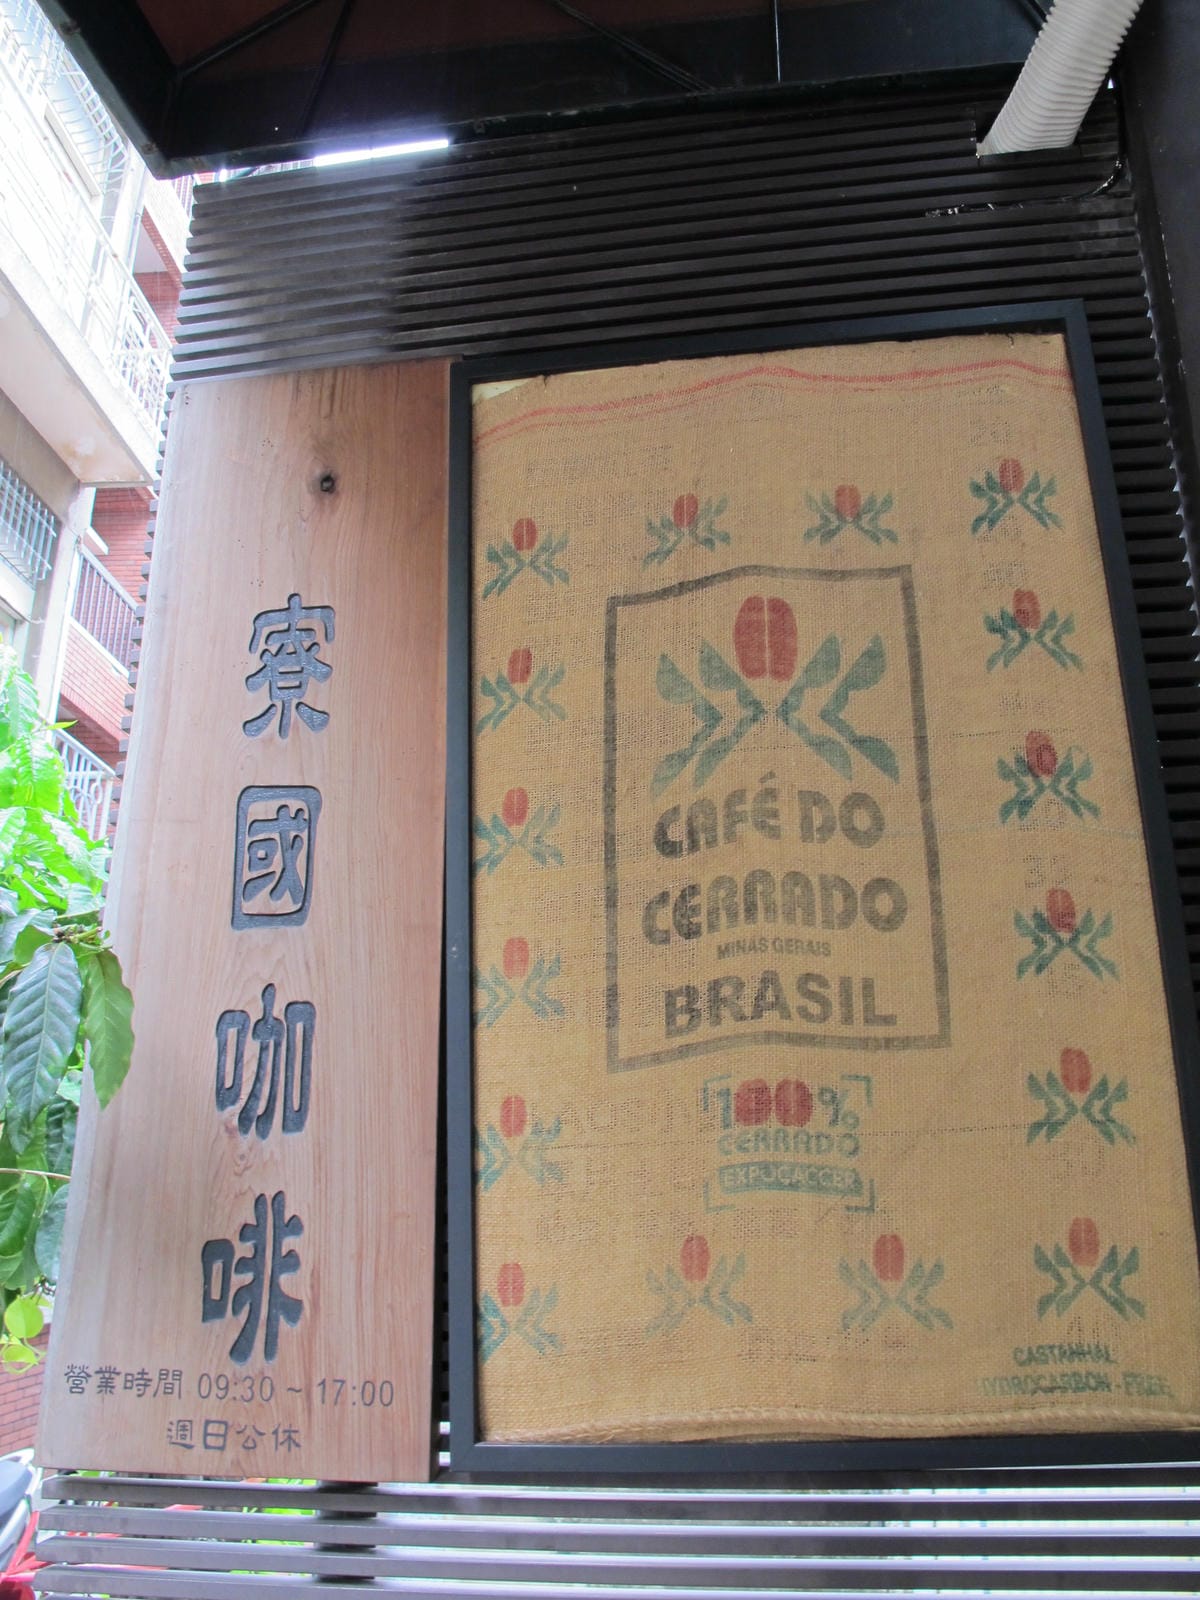 寮國咖啡
營業時間 09:30 ~ 17:00
週日公休
CAFÉ DO
CERRADO
MINAS GERAIS
BRASIL
100%
CERRADO
EXPOCACCER
CASTANHAL
HYDROCARBON-FREE